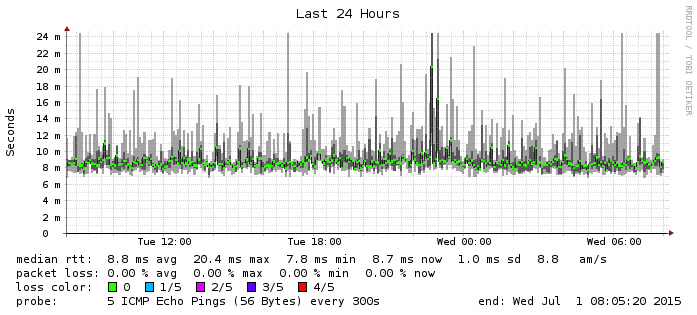 Last 24 Hours
RRDTOOL / TOBI OETIKER
Seconds
24 m
22 m
20 m
18 m
16 m
14 m
12 m
10 m
8 m
6 m
4 m
2 m
0
Tue 12:00 Tue 18:00 Wed 00:00 Wed 06:00
median rtt: 8.8 ms avg 20.4 ms max 7.8 ms min 8.7 ms now 1.0 ms sd 8.8 am/s
packet loss: 0.00 % avg 0.00 % max 0.00 % min 0.00 % now
loss color: 0 1/5 2/5 3/5 4/5
probe: 5 ICMP Echo Pings (56 Bytes) every 300s end: Wed Jul 1 08:05:20 2015